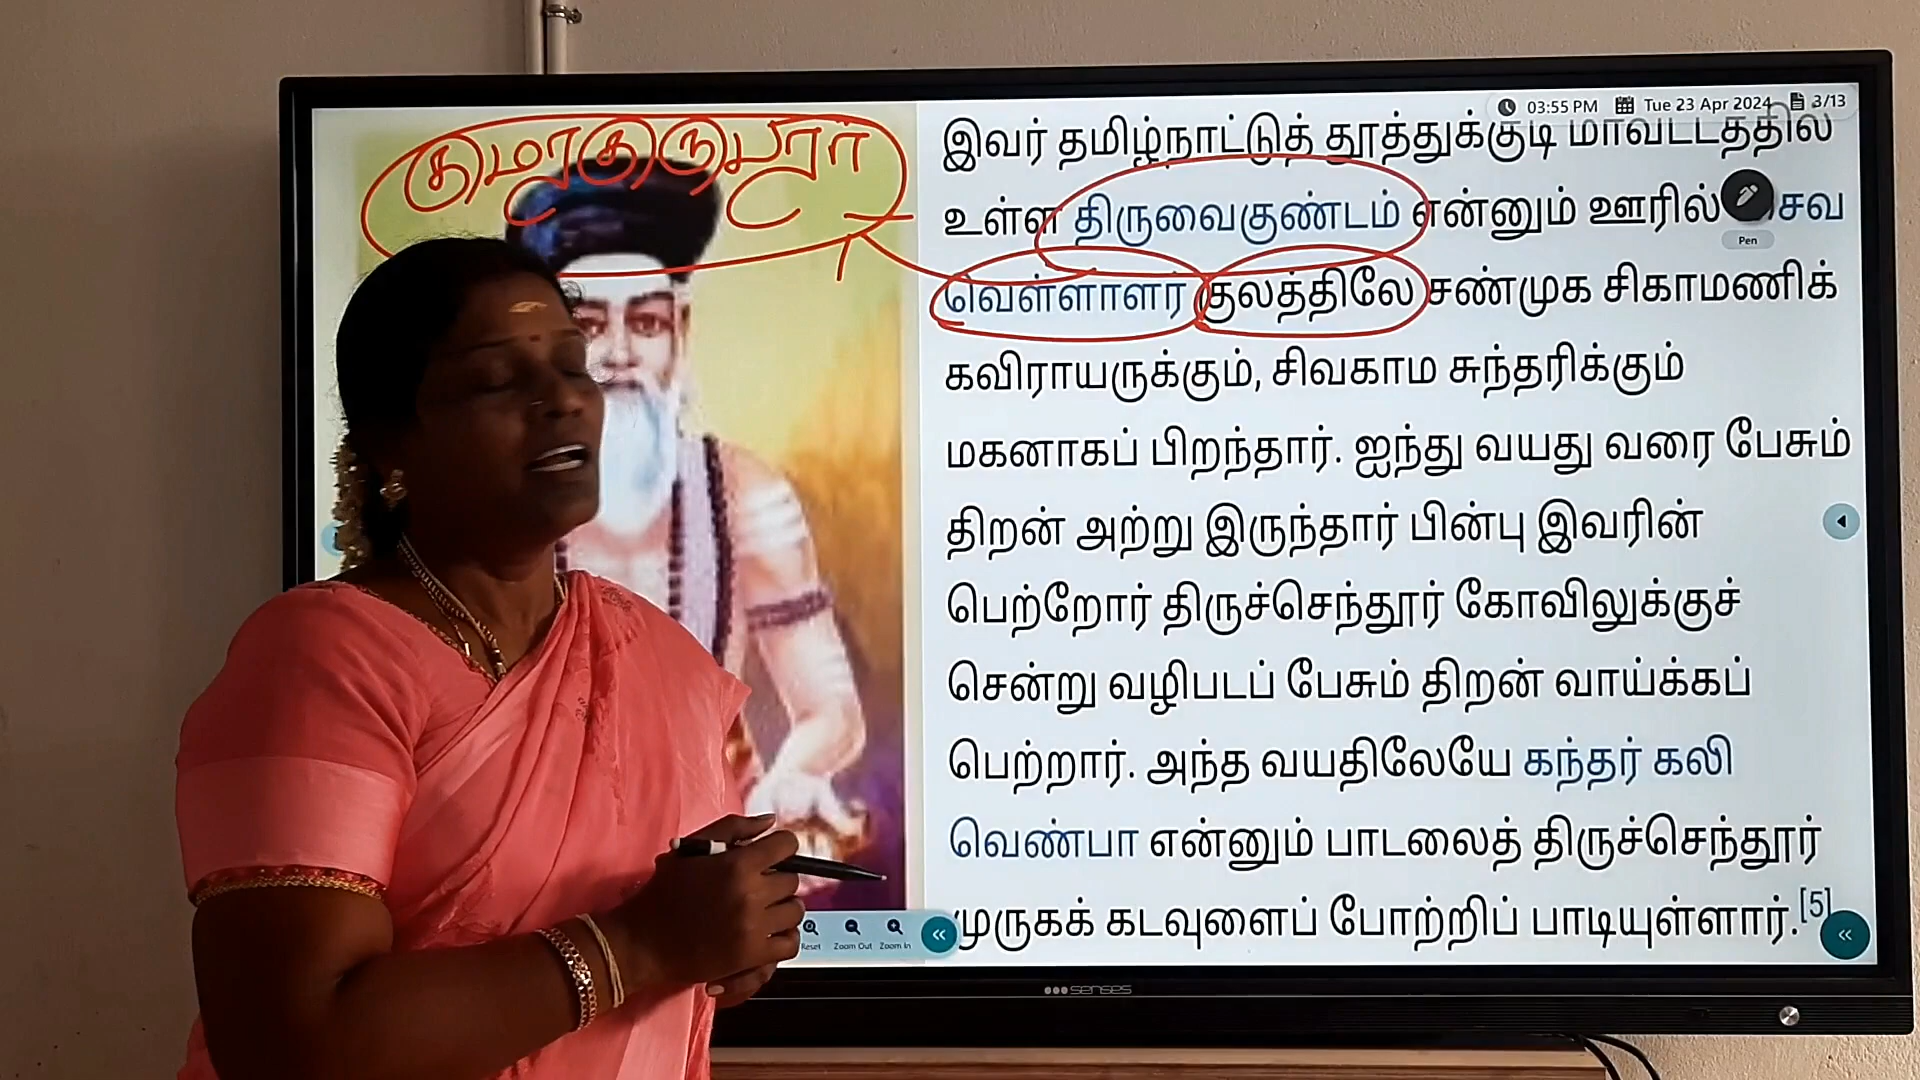 03:55 PM Tue 23 Apr 2024 3/13
குமரகுருபரர்
இவர் தமிழ்நாட்டுத் தூத்துக்குடி மாவட்டத்தில்
உள்ள திருவைகுண்டம் என்னும் ஊரில்
Pen
வெள்ளாளர் குலத்திலே சண்முக சிகாமணிக்
கவிராயருக்கும், சிவகாம சுந்தரிக்கும்
மகனாகப் பிறந்தார். ஐந்து வயது வரை பேசும்
திறன் அற்று இருந்தார் பின்பு இவரின்
பெற்றோர் திருச்செந்தூர் கோவிலுக்குச்
சென்று வழிபடப் பேசும் திறன் வாய்க்கப்
பெற்றார். அந்த வயதிலேயே கந்தர் கலி
வெண்பா என்னும் பாடலைத் திருச்செந்தூர்
முருகக் கடவுளைப் போற்றிப் பாடியுள்ளார்.[5]
Reset Zoom Out Zoom In
senses